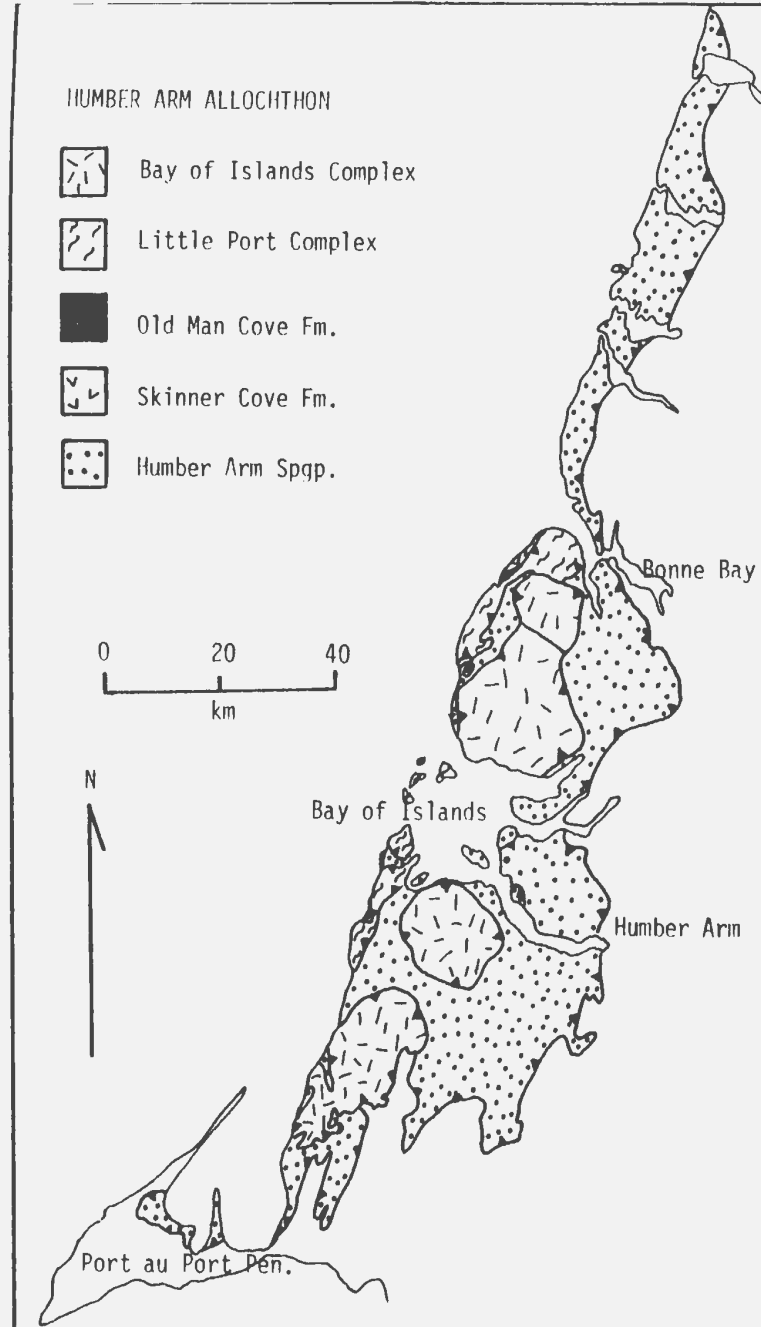 HUMBER ARM ALLOCHTHON
Bay of Islands Complex
Little Port Complex
Old Man Cove Fm.
Skinner Cove Fm.
Humber Arm Spgp.
Bonne Bay
0 20 40
km
N
Bay of Islands
Humber Arm
Port au Port Pen.